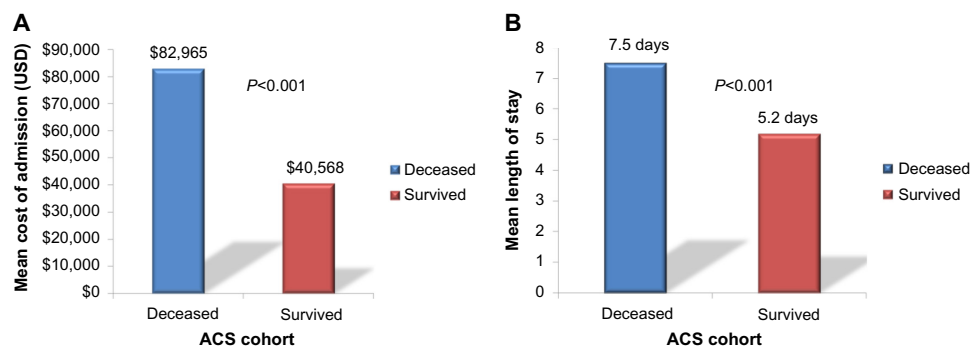 A
Mean cost of admission (USD)
$90,000
$80,000
$70,000
$60,000
$50,000
$40,000
$30,000
$20,000
$10,000
$0
$82,965
P<0.001
$40,568
Deceased
Survived
Deceased
Survived
ACS cohort
B
Mean length of stay
8
7
6
5
4
3
2
1
0
7.5 days
P<0.001
5.2 days
Deceased
Survived
Deceased
Survived
ACS cohort